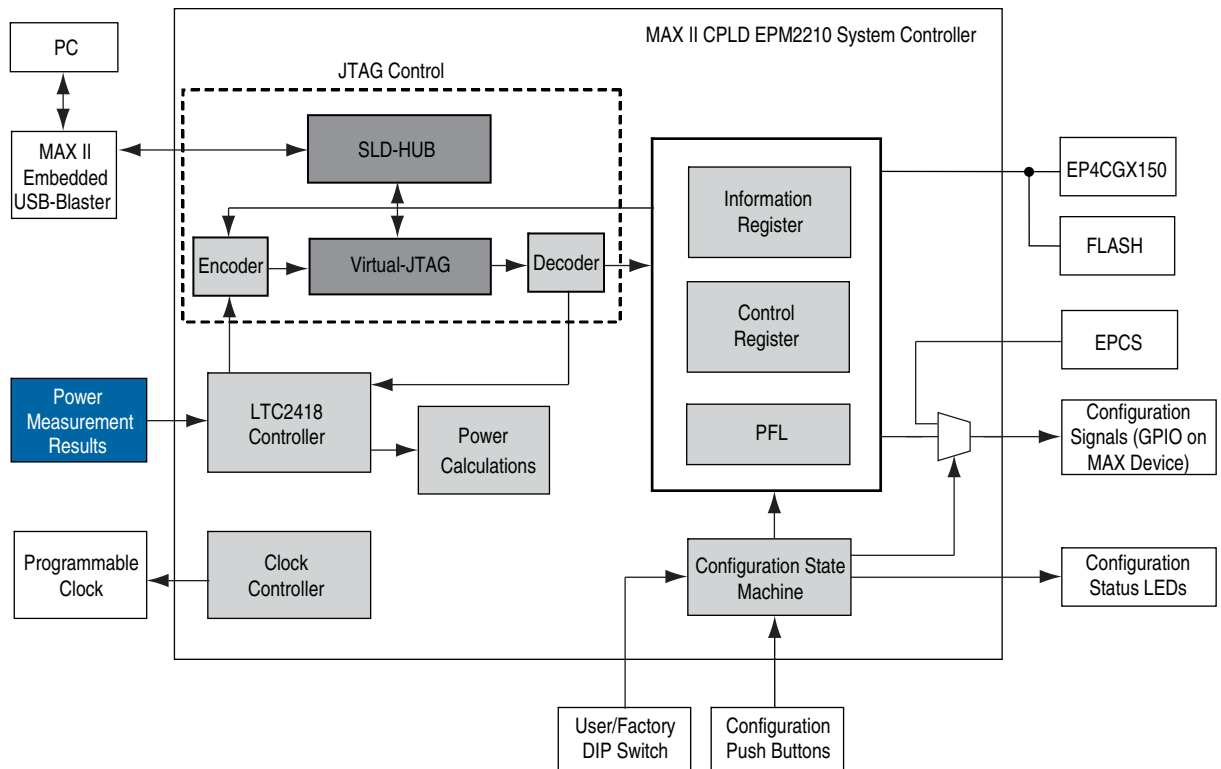 MAX II CPLD EPM2210 System Controller
PC
JTAG Control
MAX II
Embedded
USB-Blaster
SLD-HUB
Encoder
Virtual-JTAG
Decoder
Information
Register
Control
Register
PFL
EP4CGX150
FLASH
EPCS
Power
Measurement
Results
LTC2418
Controller
Power
Calculations
Configuration
Signals (GPIO on
MAX Device)
Programmable
Clock
Clock
Controller
Configuration State
Machine
Configuration
Status LEDs
User/Factory
DIP Switch
Configuration
Push Buttons